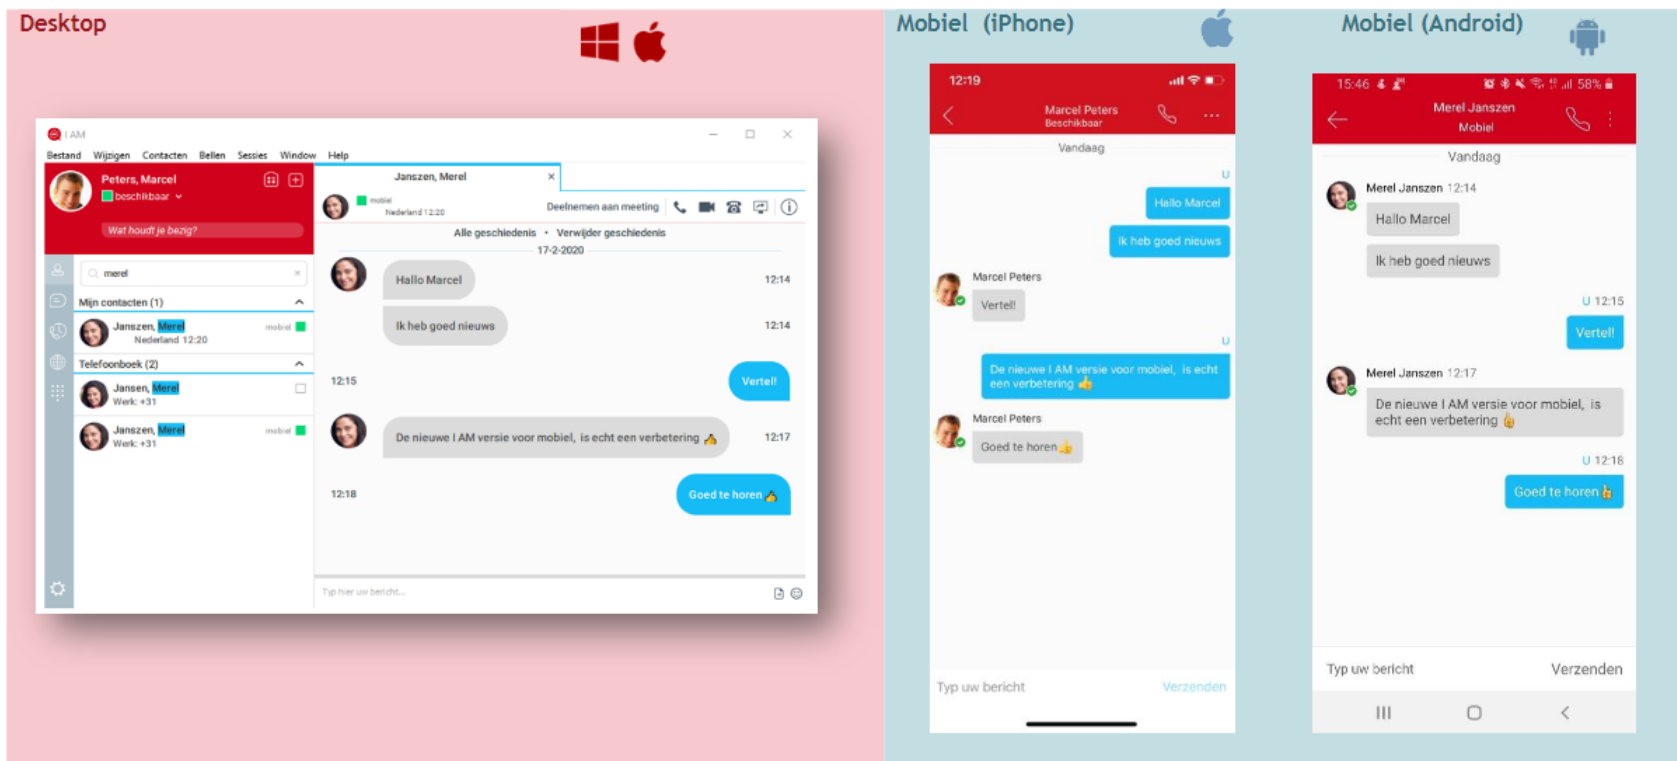 Desktop
I AM
Bestand Wijzigen Contacten Bellen Sessies Window Help
Peters, Marcel
beschikbaar
Wat houdt je bezig?
merel
Mijn contacten (1)
Janszen, Merel mobiel
Nederland 12:20
Telefoonboek (2)
Jansen, Merel
Werk: +31
Janszen, Merel mobiel
Werk: +31
Janszen, Merel
mobiel
Nederland 12:20
Deelnemen aan meeting
Alle geschiedenis • Verwijder geschiedenis
17-2-2020
Hallo Marcel 12:14
Ik heb goed nieuws 12:14
12:15 Vertel!
De nieuwe I AM versie voor mobiel, is echt een verbetering 👍 12:17
12:18 Goed te horen 👍
Typ hier uw bericht...
Mobiel (iPhone)
12:19
Marcel Peters
Beschikbaar
Vandaag
U
Hallo Marcel
Ik heb goed nieuws
Marcel Peters
Vertel!
U
De nieuwe I AM versie voor mobiel, is echt
een verbetering 👍
Marcel Peters
Goed te horen👍
Typ uw bericht Verzenden
Mobiel (Android)
15:46 58%
Merel Janszen
Mobiel
Vandaag
Merel Janszen 12:14
Hallo Marcel
Ik heb goed nieuws
U 12:15
Vertel!
Merel Janszen 12:17
De nieuwe I AM versie voor mobiel, is
echt een verbetering 👍
U 12:18
Goed te horen 👍
Typ uw bericht Verzenden